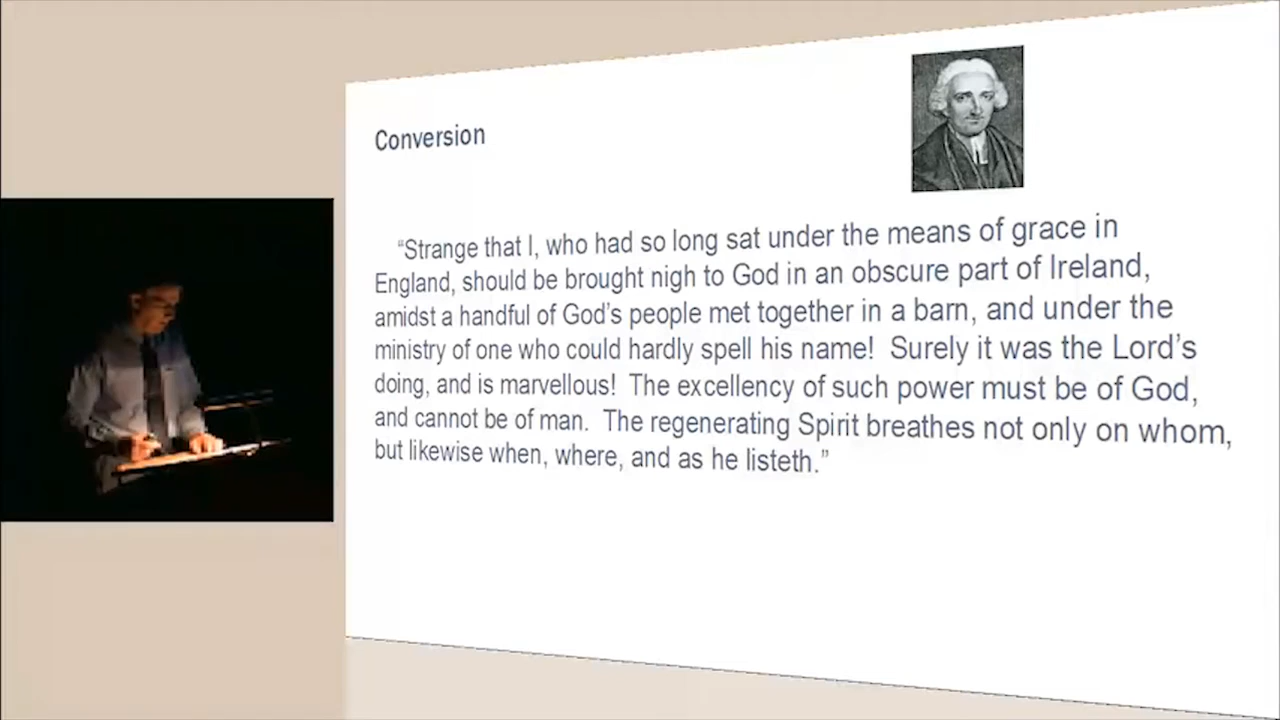 Conversion
“Strange that I, who had so long sat under the means of grace in
England, should be brought nigh to God in an obscure part of Ireland,
amidst a handful of God’s people met together in a barn, and under the
ministry of one who could hardly spell his name!  Surely it was the Lord’s
doing, and is marvellous!  The excellency of such power must be of God,
and cannot be of man.  The regenerating Spirit breathes not only on whom,
but likewise when, where, and as he listeth.”